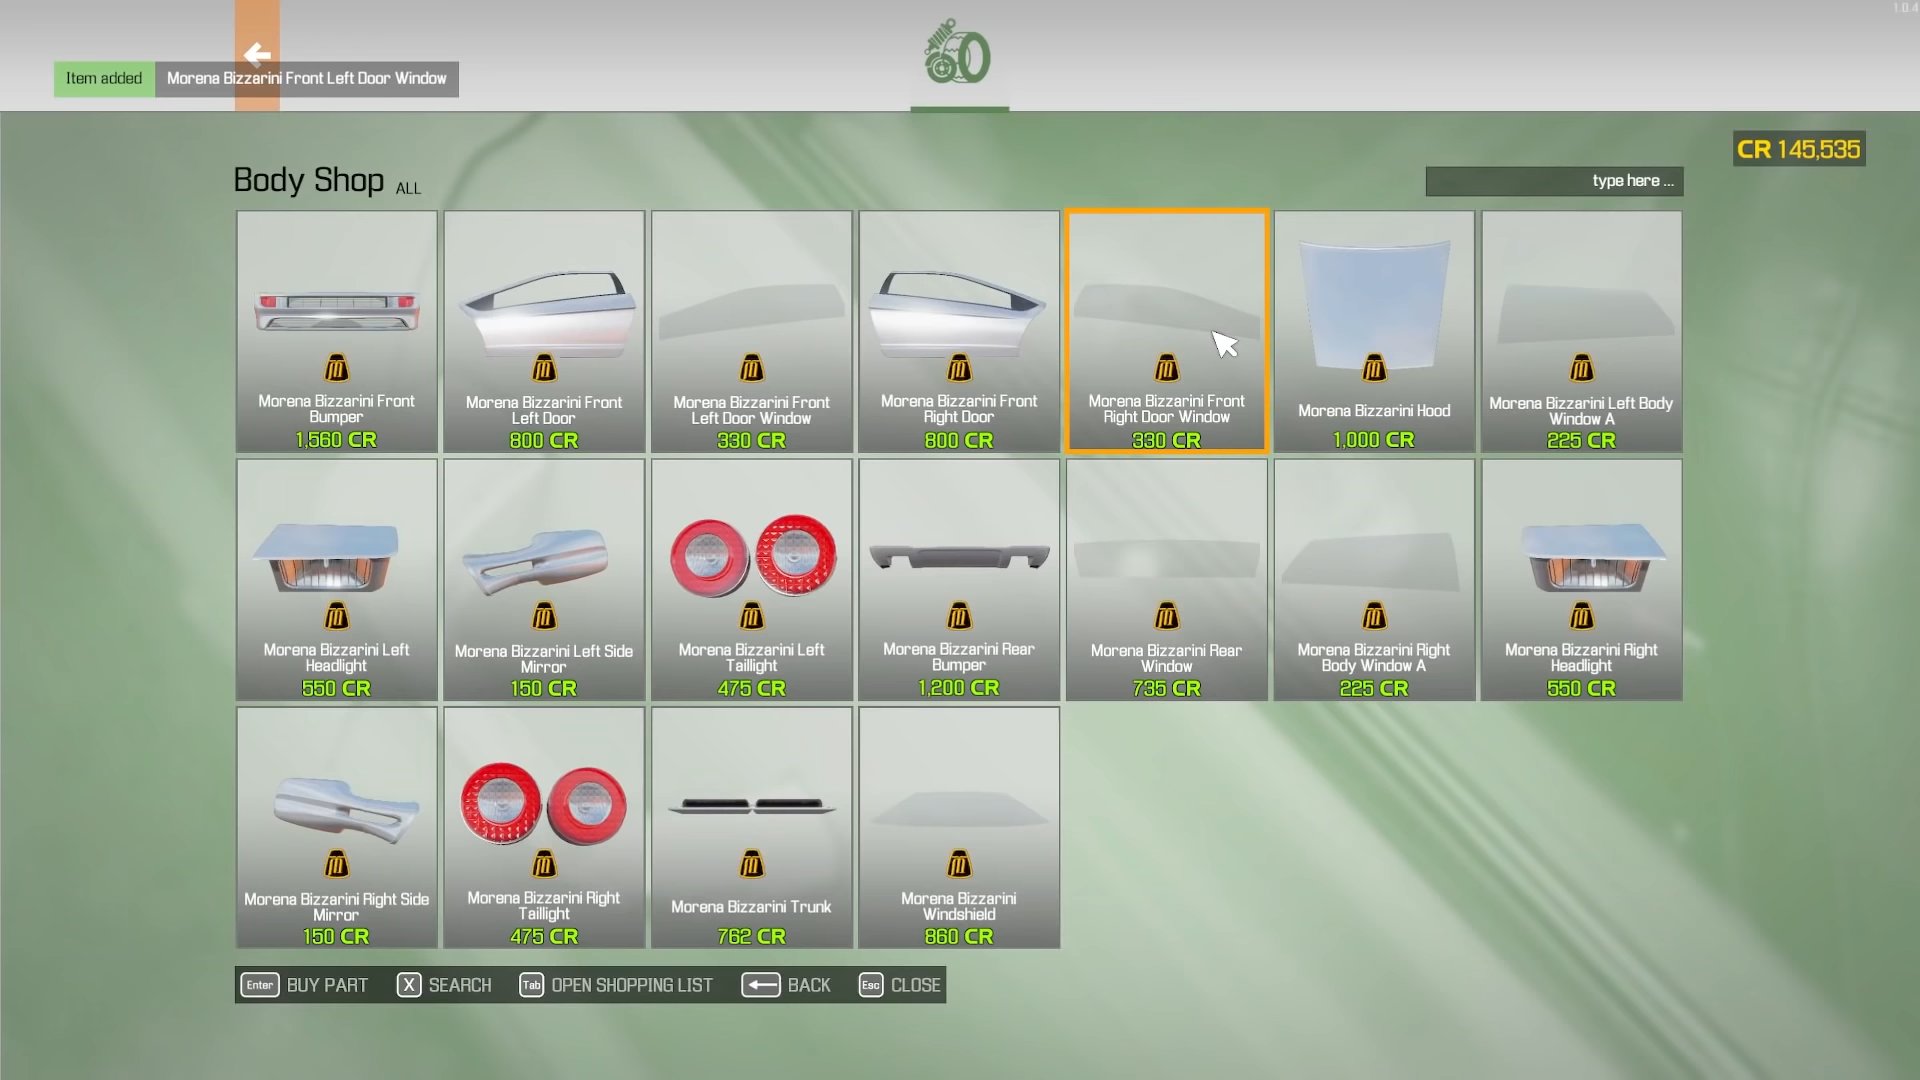 1.0.4
Item added
Morena Bizzarini Front Left Door Window
CR 145,535
Body Shop ALL
type here ...
Morena Bizzarini Front
Bumper
1,560 CR
Morena Bizzarini Front
Left Door
800 CR
Morena Bizzarini Front
Left Door Window
330 CR
Morena Bizzarini Front
Right Door
800 CR
Morena Bizzarini Front
Right Door Window
330 CR
Morena Bizzarini Hood
1,000 CR
Morena Bizzarini Left Body
Window A
225 CR
Morena Bizzarini Left
Headlight
550 CR
Morena Bizzarini Left Side
Mirror
150 CR
Morena Bizzarini Left
Taillight
475 CR
Morena Bizzarini Rear
Bumper
1,200 CR
Morena Bizzarini Rear
Window
735 CR
Morena Bizzarini Right
Body Window A
225 CR
Morena Bizzarini Right
Headlight
550 CR
Morena Bizzarini Right Side
Mirror
150 CR
Morena Bizzarini Right
Taillight
475 CR
Morena Bizzarini Trunk
762 CR
Morena Bizzarini
Windshield
860 CR
Enter BUY PART X SEARCH Tab OPEN SHOPPING LIST BACK Esc CLOSE